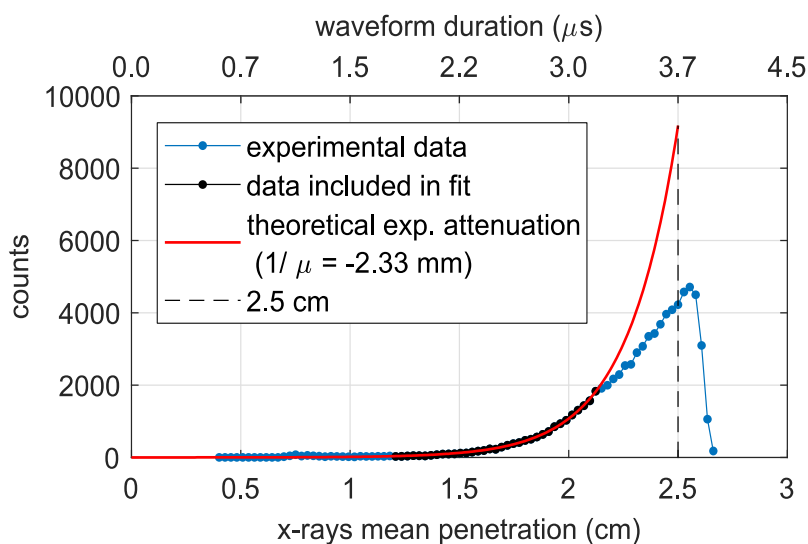 waveform duration (μs)
0.0 0.7 1.5 2.2 3.0 3.7 4.5
10000
8000
6000
4000
2000
0
counts
experimental data
data included in fit
theoretical exp. attenuation
(1/ μ = -2.33 mm)
2.5 cm
0 0.5 1 1.5 2 2.5 3
x-rays mean penetration (cm)